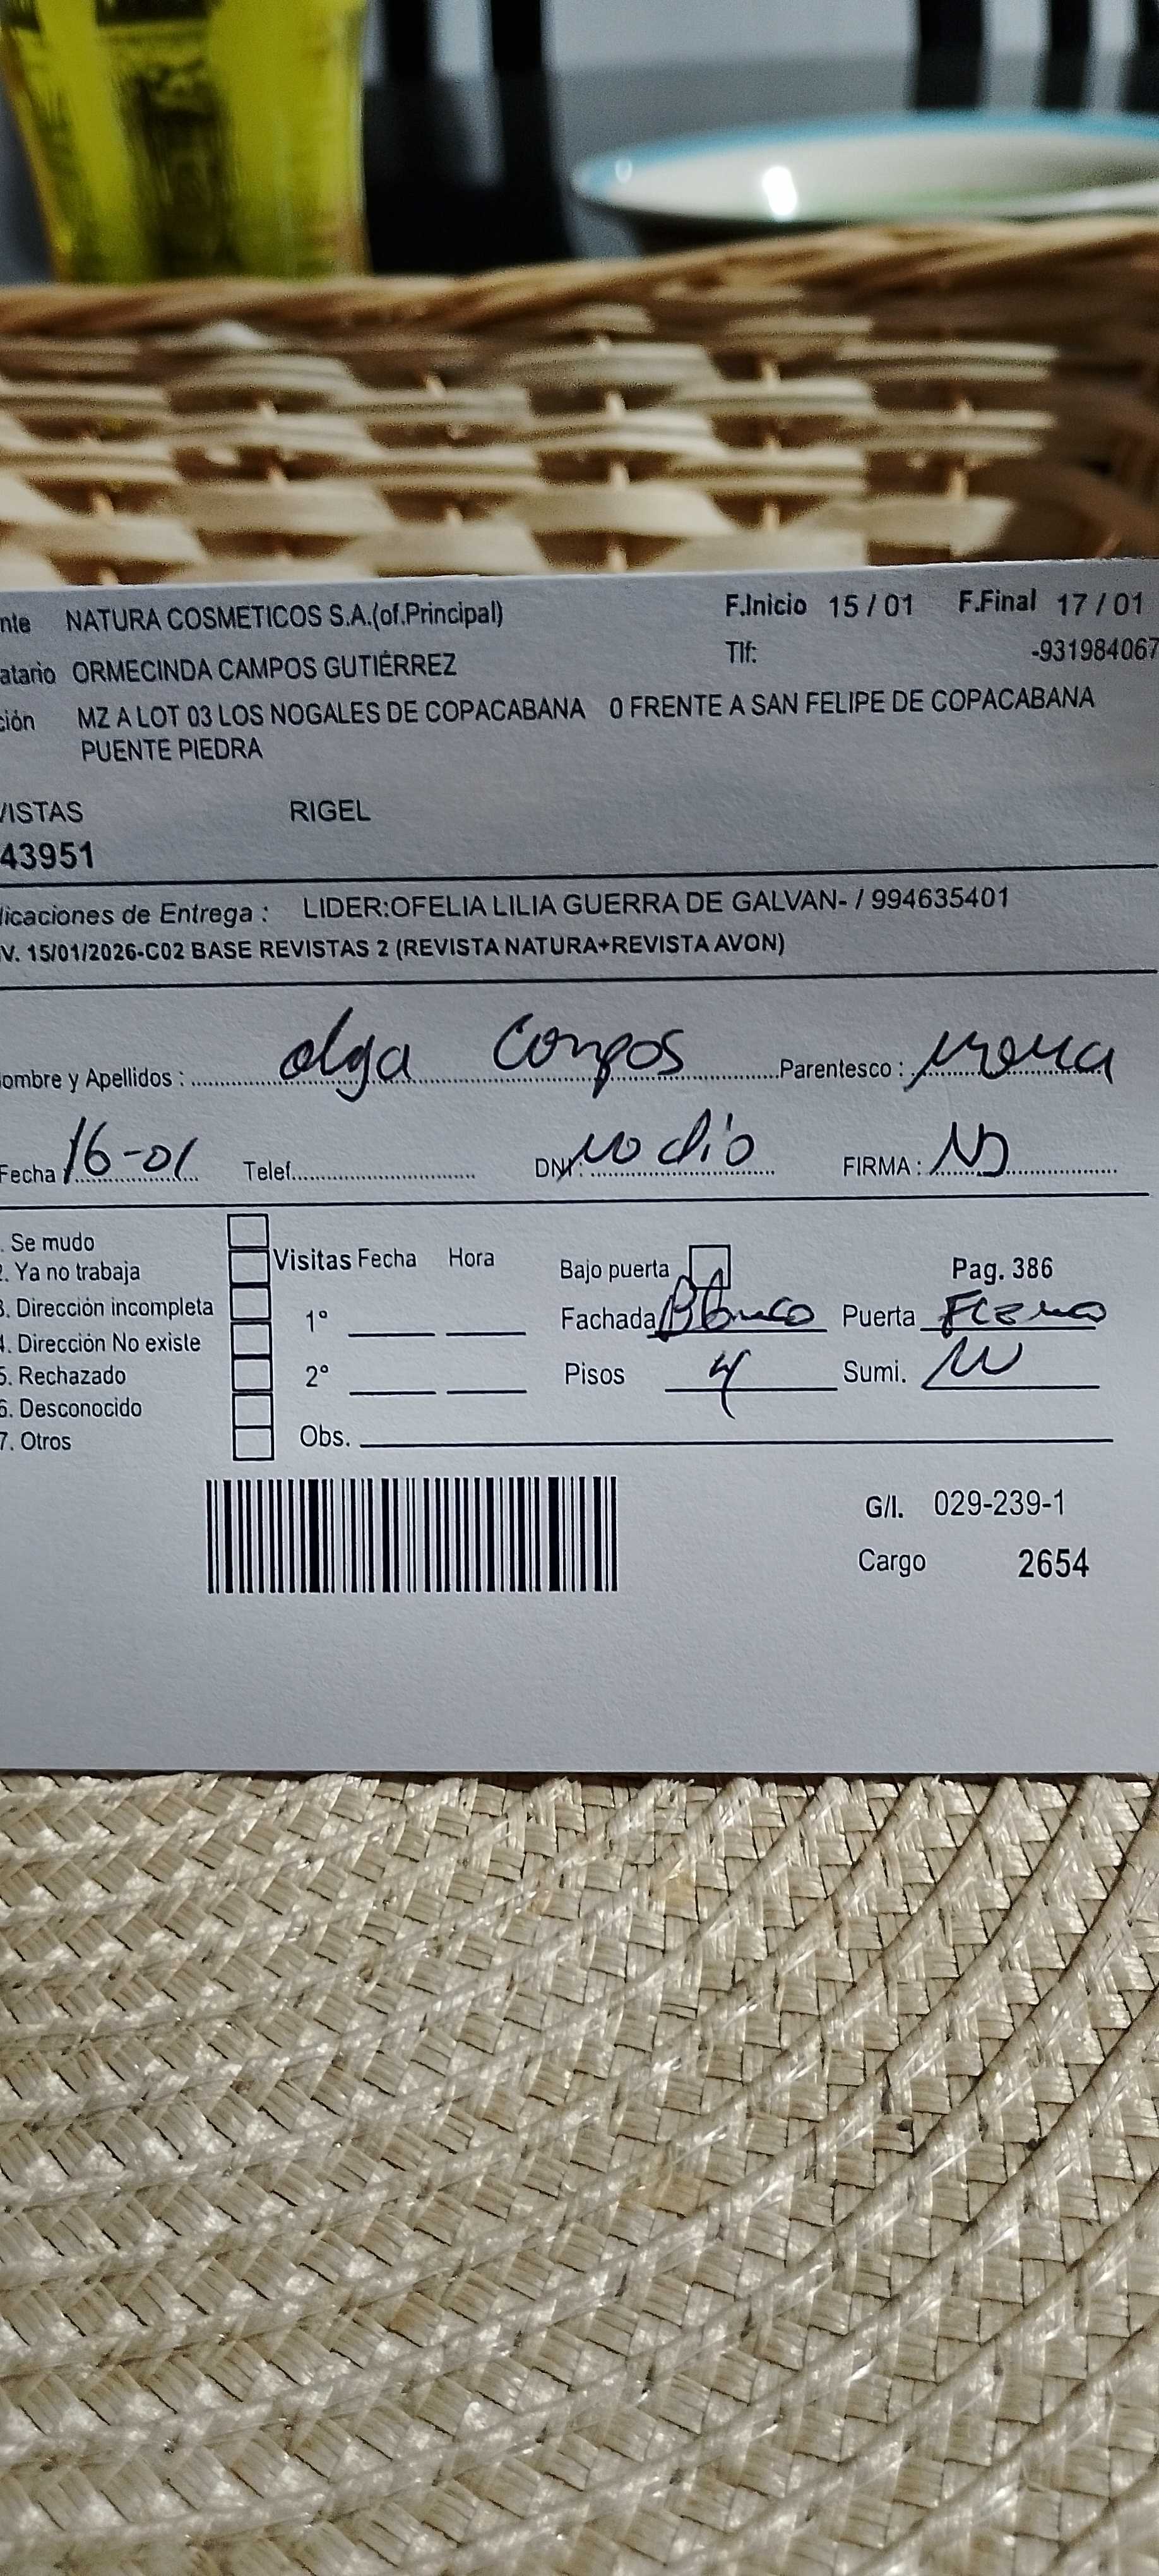 nte NATURA COSMETICOS S.A.(of.Principal) F.Inicio 15 / 01 F.Final 17 / 01
atario ORMECINDA CAMPOS GUTIÉRREZ Tlf: -931984067
ción MZ A LOT 03 LOS NOGALES DE COPACABANA 0 FRENTE A SAN FELIPE DE COPACABANA
PUENTE PIEDRA
VISTAS RIGEL
43951
dicaciones de Entrega : LIDER:OFELIA LILIA GUERRA DE GALVAN- / 994635401
V. 15/01/2026-C02 BASE REVISTAS 2 (REVISTA NATURA+REVISTA AVON)
ombre y Apellidos : olga Campos Parentesco :
Fecha 16-01 Telef. DNI: no dio FIRMA :
. Se mudo
2. Ya no trabaja Visitas Fecha Hora Bajo puerta Pag. 386
3. Dirección incompleta 1° Fachada Blanco Puerta
4. Dirección No existe
5. Rechazado 2° Pisos 4 Sumi.
6. Desconocido
7. Otros Obs.
G/I. 029-239-1
Cargo 2654